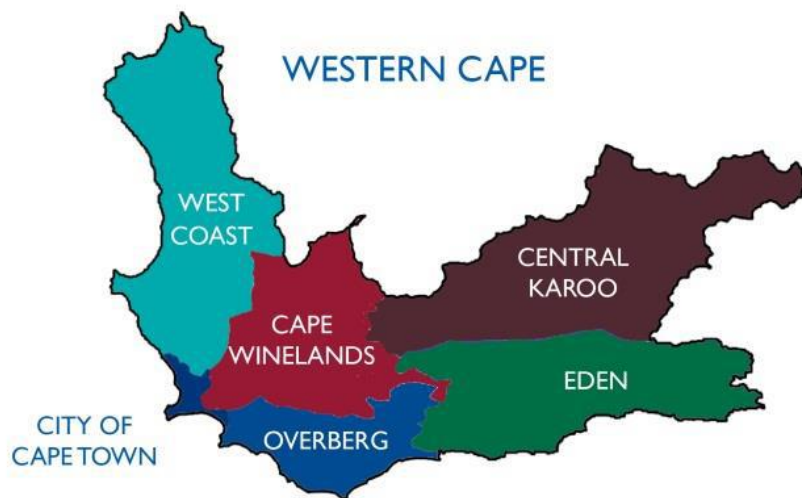 WESTERN CAPE
WEST
COAST
CENTRAL
KAROO
CAPE
WINELANDS
EDEN
CITY OF
CAPE TOWN
OVERBERG